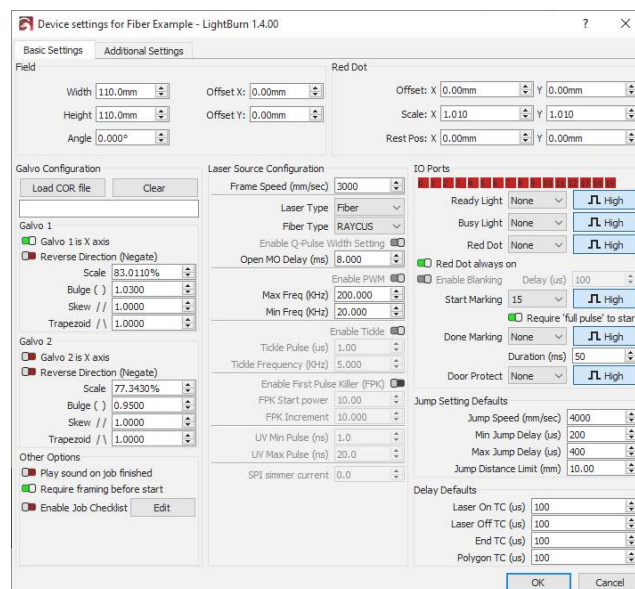 Device settings for Fiber Example - LightBurn 1.4.00
Basic Settings
Additional Settings
Field
Width 110.0mm
Offset X: 0.00mm
Height 110.0mm
Offset Y: 0.00mm
Angle 0.000°
Red Dot
Offset: X 0.00mm Y 0.00mm
Scale: X 1.010 Y 1.010
Rest Pos: X 0.00mm Y 0.00mm
Galvo Configuration
Load COR file
Clear
Galvo 1
Galvo 1 is X axis
Reverse Direction (Negate)
Scale 83.0110%
Bulge ( ) 1.0300
Skew // 1.0000
Trapezoid /\ 1.0000
Galvo 2
Galvo 2 is X axis
Reverse Direction (Negate)
Scale 77.3430%
Bulge ( ) 0.9500
Skew // 1.0000
Trapezoid /\ 1.0000
Other Options
Play sound on job finished
Require framing before start
Enable Job Checklist Edit
Laser Source Configuration
Frame Speed (mm/sec) 3000
Laser Type Fiber
Fiber Type RAYCUS
Enable Q-Pulse Width Setting
Open MO Delay (ms) 8.000
Enable PWM
Max Freq (KHz) 200.000
Min Freq (KHz) 20.000
Enable Tickle
Tickle Pulse (us) 1.00
Tickle Frequency (KHz) 5.000
Enable First Pulse Killer (FPK)
FPK Start power 10.00
FPK Increment 10.000
UV Min Pulse (ns) 1.0
UV Max Pulse (ns) 20.0
SPI simmer current 0.0
IO Ports
Ready Light None High
Busy Light None High
Red Dot None High
Red Dot always on
Enable Blanking Delay (us) 100
Start Marking 15 High
Require 'full pulse' to start
Done Marking None High
Duration (ms) 50
Door Protect None High
Jump Setting Defaults
Jump Speed (mm/sec) 4000
Min Jump Delay (us) 200
Max Jump Delay (us) 400
Jump Distance Limit (mm) 10.00
Delay Defaults
Laser On TC (us) 100
Laser Off TC (us) 100
End TC (us) 100
Polygon TC (us) 100
OK
Cancel